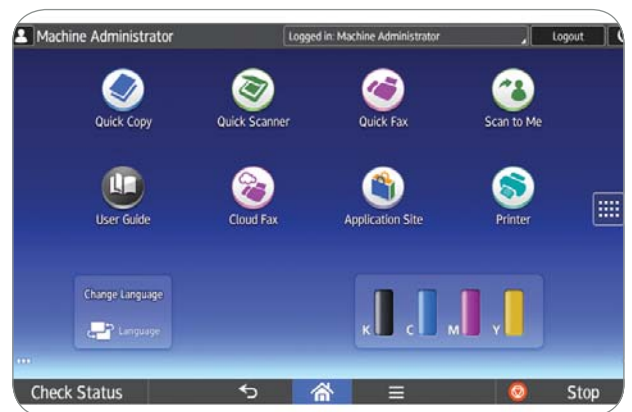 Machine Administrator
Logged in: Machine Administrator
Logout
Quick Copy
Quick Scanner
Quick Fax
Scan to Me
User Guide
Cloud Fax
Application Site
Printer
Change Language
Language
K C M Y
Check Status
Stop